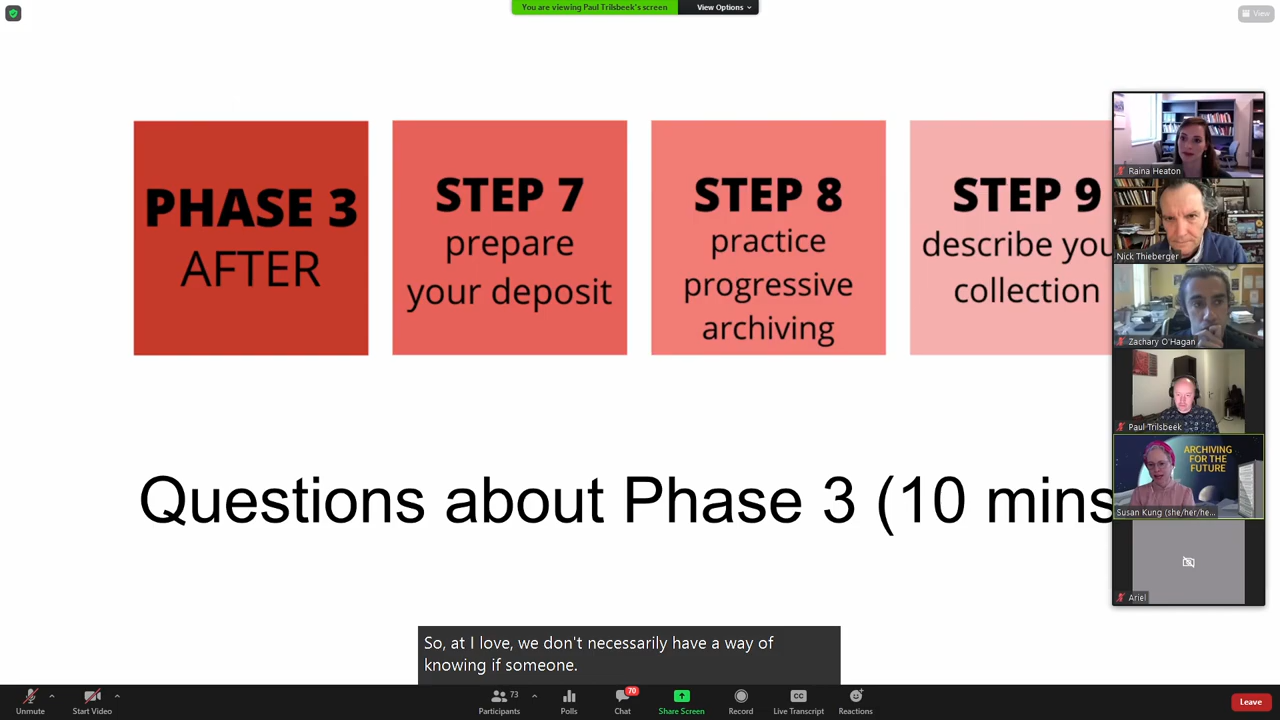 You are viewing Paul Trilsbeek's screen
View Options
View
PHASE 3
AFTER
STEP 7
prepare
your deposit
STEP 8
practice
progressive
archiving
STEP 9
describe you
collection
Questions about Phase 3 (10 mins
Raina Heaton
Nick Thieberger
Zachary O'Hagan
Paul Trilsbeek
ARCHIVING
FOR THE
FUTURE
Susan Kung (she/her/he...
Ariel
So, at I love, we don't necessarily have a way of
knowing if someone.
Unmute
Start Video
73
Participants
Polls
70
Chat
Share Screen
Record
CC
Live Transcript
Reactions
Leave